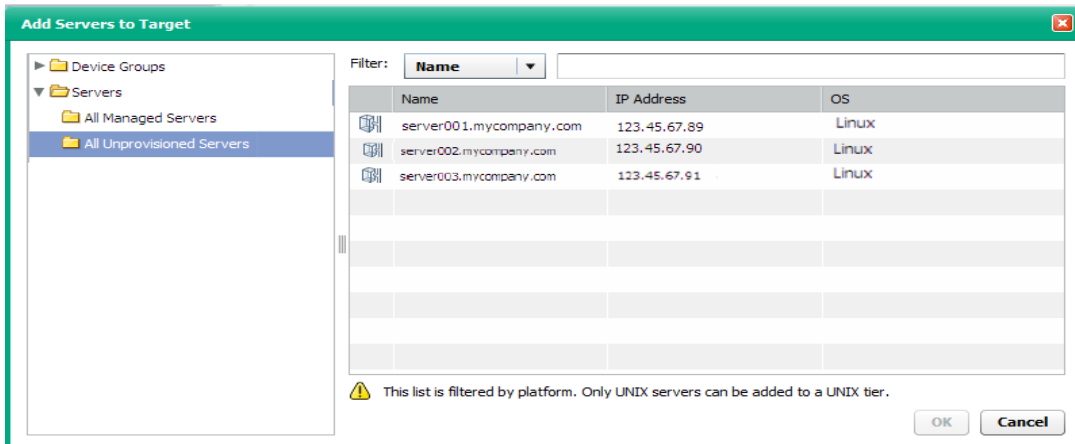 Add Servers to Target
Device Groups
Servers
All Managed Servers
All Unprovisioned Servers
Filter: Name
Name IP Address OS
server001.mycompany.com 123.45.67.89 Linux
server002.mycompany.com 123.45.67.90 Linux
server003.mycompany.com 123.45.67.91 Linux
This list is filtered by platform. Only UNIX servers can be added to a UNIX tier.
OK Cancel